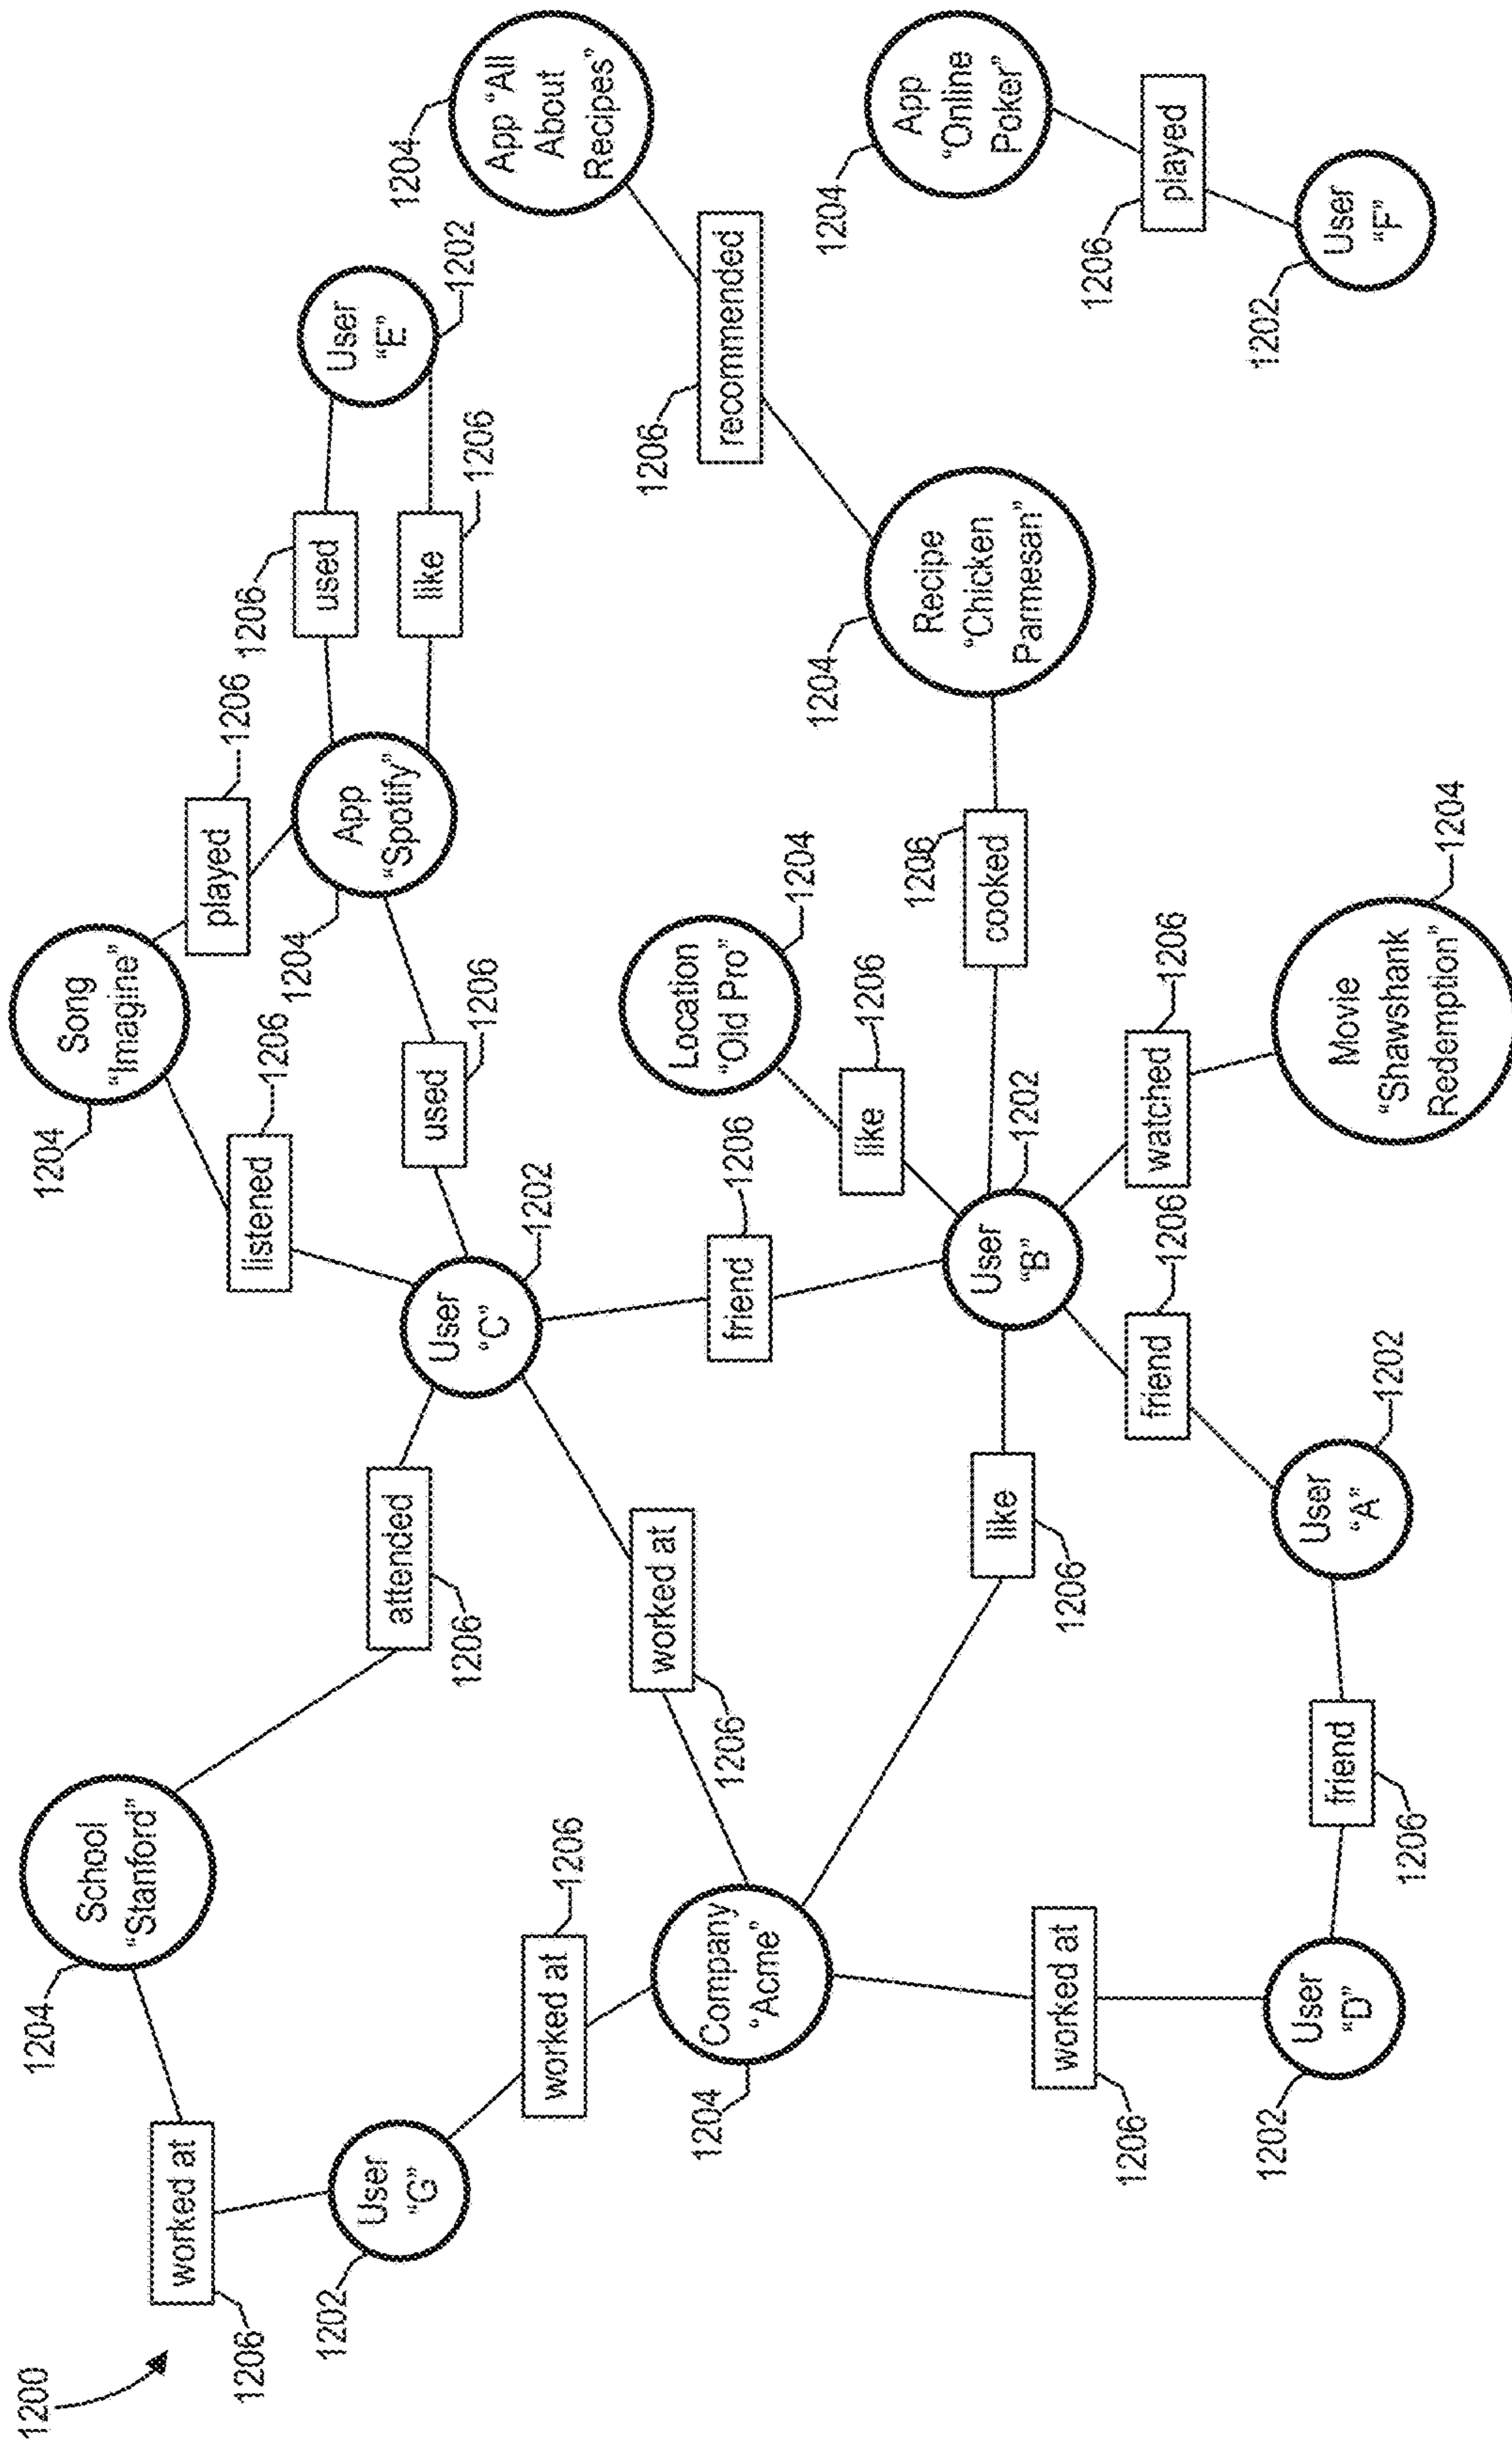 1200
1204
School
"Stanford"
1204
Song
"Imagine"
worked at
1206
played
1206
listened
1206
1202
User
"G"
attended
1206
User
"C"
1202
1204
App
"Spotify"
1206
used
like
1206
User
"E"
1202
used
1206
1204
App "All
About
Recipes"
worked at
1206
worked at
1206
1204
Company
"Acme"
friend
1206
Location
"Old Pro"
1204
1206
recommended
like
1206
1206
cooked
1204
Recipe
"Chicken
Parmesan"
1204
App
"Online
Poker"
like
1206
User
"B"
1202
worked at
1206
friend
1206
watched
1206
1206
played
1202
User
"D"
friend
1206
User
"A"
1202
Movie
"Shawshank
Redemption"
1204
1202
User
"F"